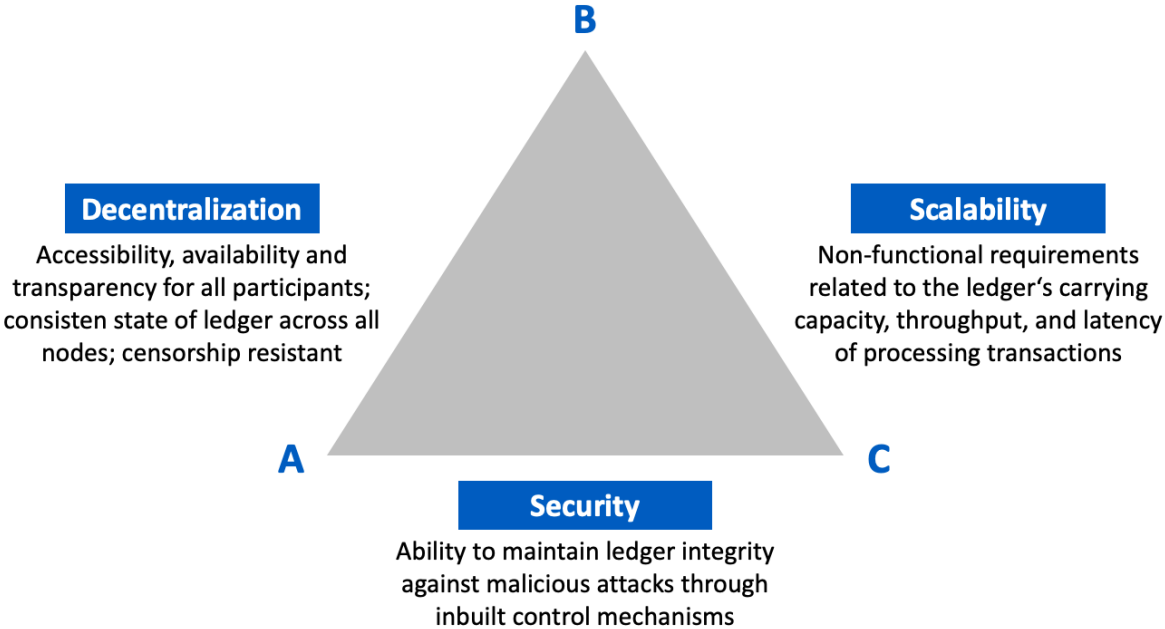 B
Decentralization
Accessibility, availability and
transparency for all participants;
consisten state of ledger across all
nodes; censorship resistant
Scalability
Non-functional requirements
related to the ledger‘s carrying
capacity, throughput, and latency
of processing transactions
A
C
Security
Ability to maintain ledger integrity
against malicious attacks through
inbuilt control mechanisms